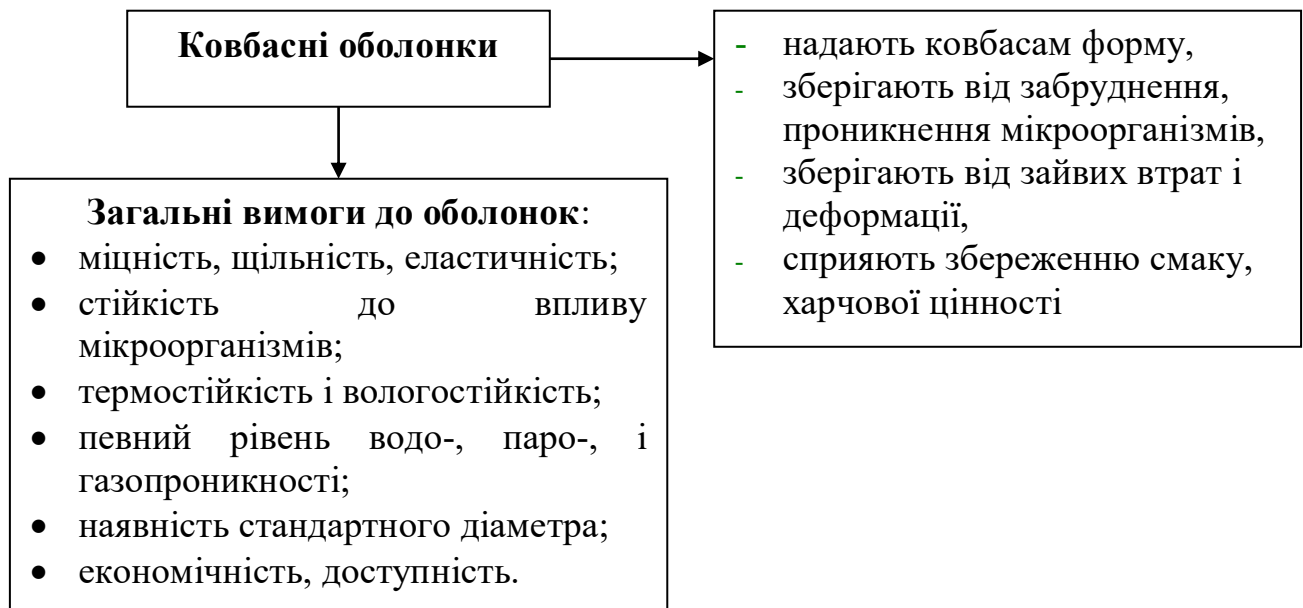 Ковбасні оболонки
- надають ковбасам форму,
- зберігають від забруднення,
проникнення мікроорганізмів,
- зберігають від зайвих втрат і
деформації,
- сприяють збереженню смаку,
харчової цінності
Загальні вимоги до оболонок:
• міцність, щільність, еластичність;
• стійкість до впливу
мікроорганізмів;
• термостійкість і вологостійкість;
• певний рівень водо-, паро-, і
газопроникності;
• наявність стандартного діаметра;
• економічність, доступність.